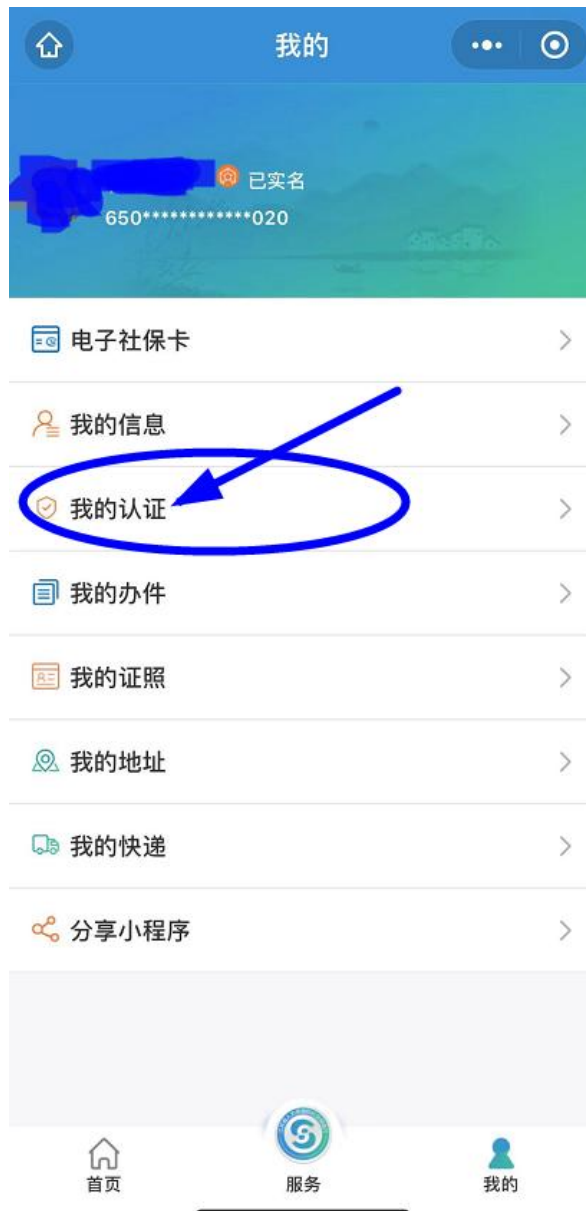 我的
已实名
650************020
电子社保卡
我的信息
我的认证
我的办件
我的证照
我的地址
我的快递
分享小程序
首页
服务
我的